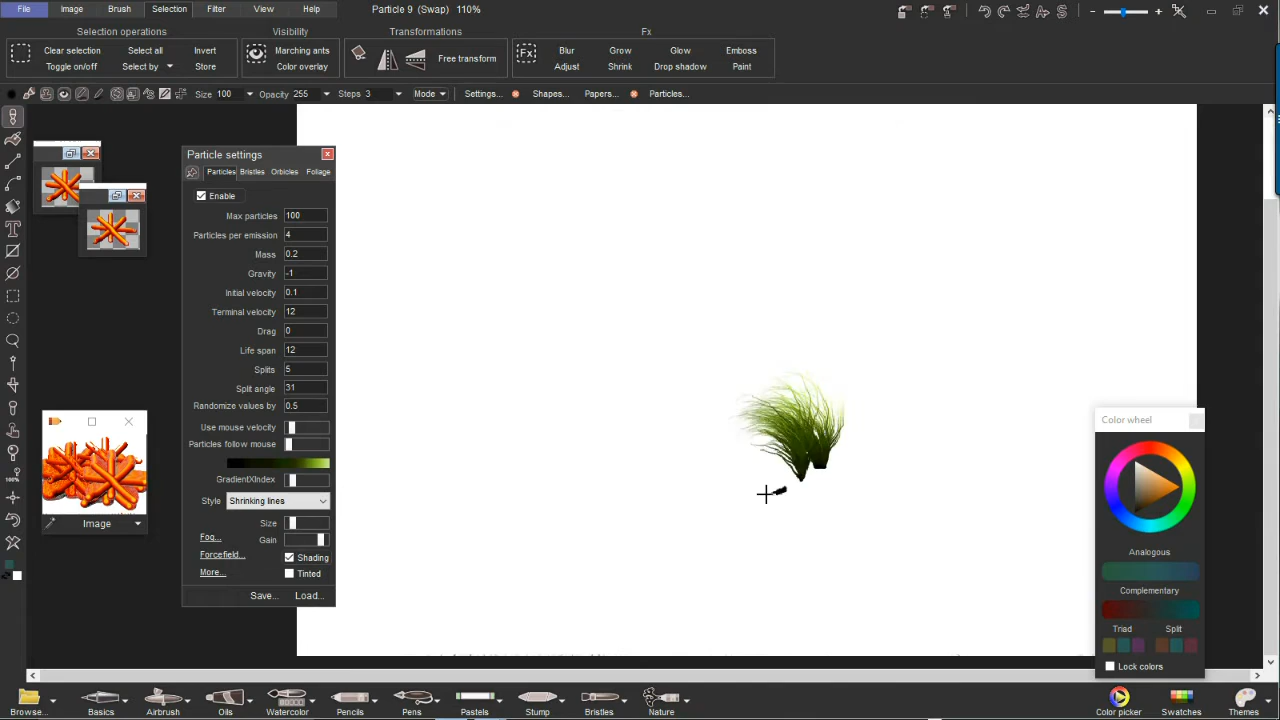 File Image Brush Selection Filter View Help Particle 9 (Swap) 110%
Selection operations Visibility Transformations Fx
Clear selection Select all Invert Marching ants Free transform Fx Blur Grow Glow Emboss
Toggle on/off Select by Store Color overlay Adjust Shrink Drop shadow Paint
Size 100 Opacity 255 Steps 3 Mode Settings... Shapes... Papers... Particles...
Particle settings
Particles Bristles Orbicles Foliage
Enable
Max particles 100
Particles per emission 4
Mass 0.2
Gravity -1
Initial velocity 0.1
Terminal velocity 12
Drag 0
Life span 12
Splits 5
Split angle 31
Randomize values by 0.5
Use mouse velocity
Particles follow mouse
GradientXIndex
Style Shrinking lines
Size
Fog... Gain
Forcefield... Shading
More... Tinted
Save... Load...
Image
100%
Color wheel
Analogous
Complementary
Triad Split
Lock colors
Browse... Basics Airbrush Oils Watercolor Pencils Pens Pastels Stump Bristles Nature Color picker Swatches Themes